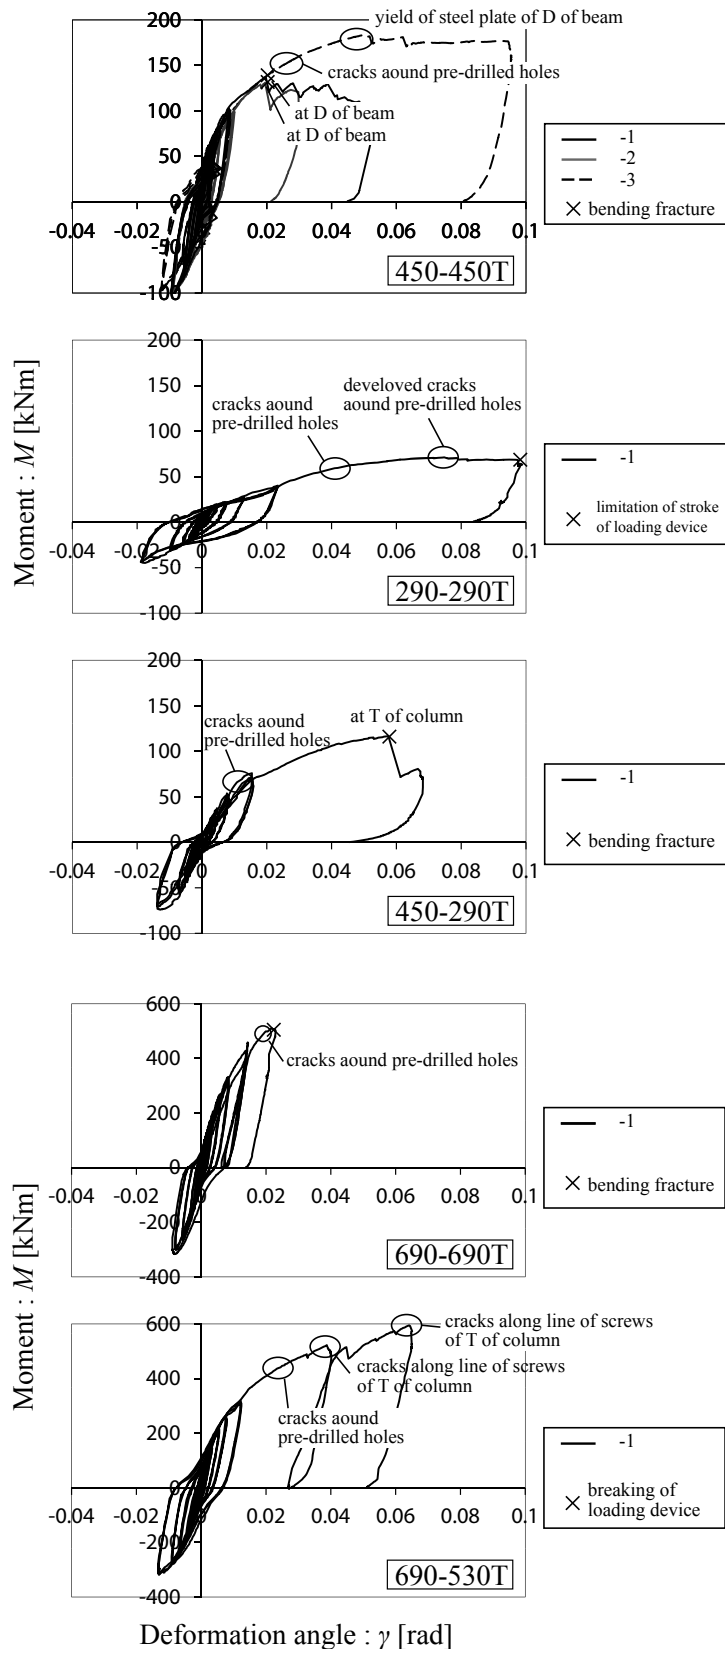 yield of steel plate of D of beam
200
150
cracks aound pre-drilled holes
100
at D of beam
at D of beam
50
0
-0.04
-0.02
0
0.02
0.04
0.06
0.08
0.1
-50
-100
450-450T
-1
-2
-3
× bending fracture
Moment : M [kNm]
200
150
100
cracks aound
pre-drilled holes
develoved cracks
aound pre-drilled holes
50
0
-0.04
-0.02
0
0.02
0.04
0.06
0.08
0.1
-50
-100
290-290T
-1
× limitation of stroke
of loading device
200
150
cracks aound
pre-drilled holes
at T of column
100
50
0
-0.04
-0.02
0
0.02
0.04
0.06
0.08
0.1
-50
-100
450-290T
-1
× bending fracture
Moment : M [kNm]
600
400
cracks aound pre-drilled holes
200
0
-0.04
-0.02
0
0.02
0.04
0.06
0.08
0.1
-200
-400
690-690T
-1
× bending fracture
600
cracks along line of screws
of T of column
cracks along line of screws
of T of column
400
cracks aound
pre-drilled holes
200
0
-0.04
-0.02
0
0.02
0.04
0.06
0.08
0.1
-200
-400
690-530T
-1
× breaking of
loading device
Deformation angle : γ [rad]